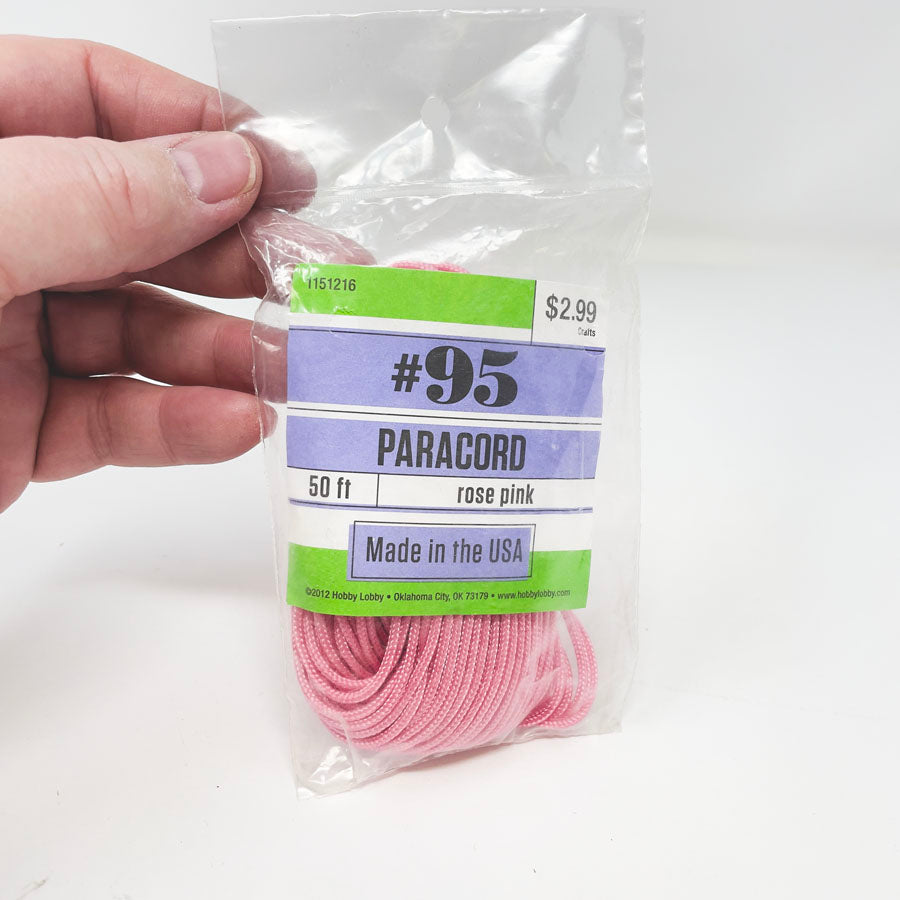 1151216
$2.99
Crafts
#95
PARACORD
50 ft
rose pink
Made in the USA
©2012 Hobby Lobby • Oklahoma City, OK 73179 • www.hobbylobby.com